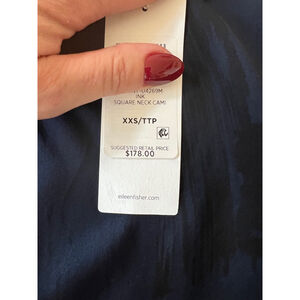 INK
SQUARE NECK CAMI
XXS/TTP
SUGGESTED RETAIL PRICE
$178.00
eileenfisher.com